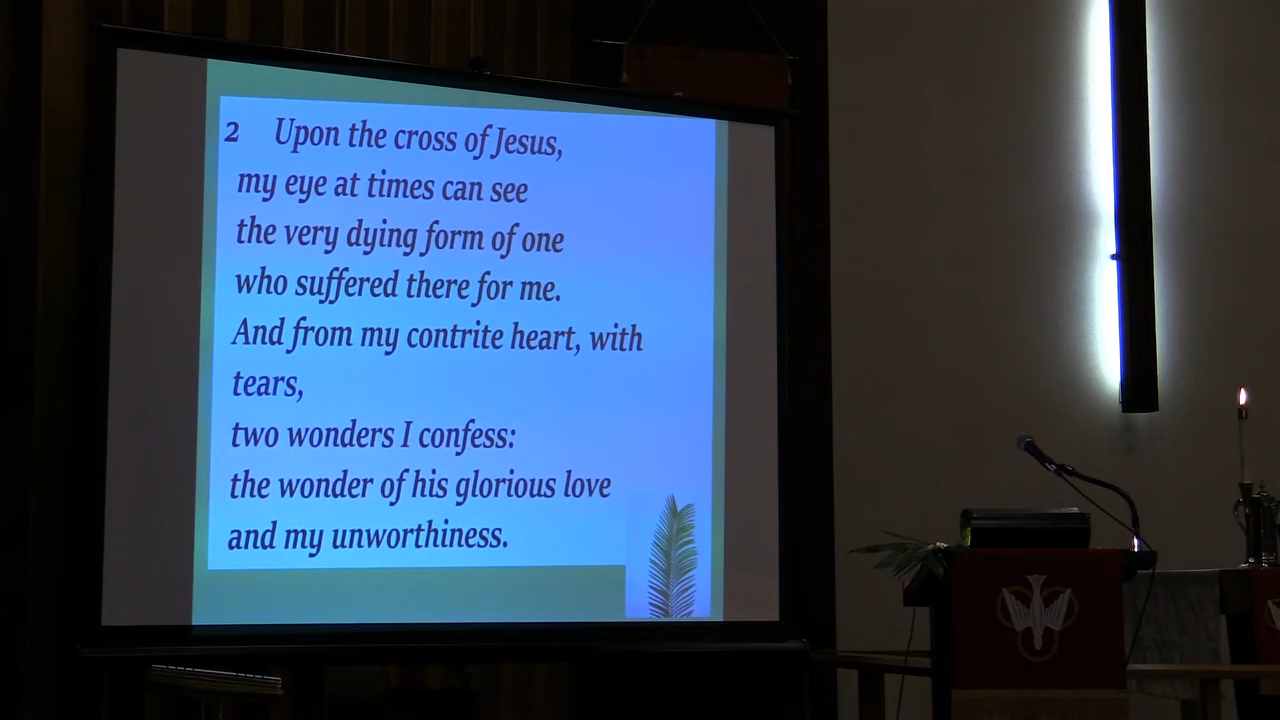 2 Upon the cross of Jesus,
my eye at times can see
the very dying form of one
who suffered there for me.
And from my contrite heart, with
tears,
two wonders I confess:
the wonder of his glorious love
and my unworthiness.